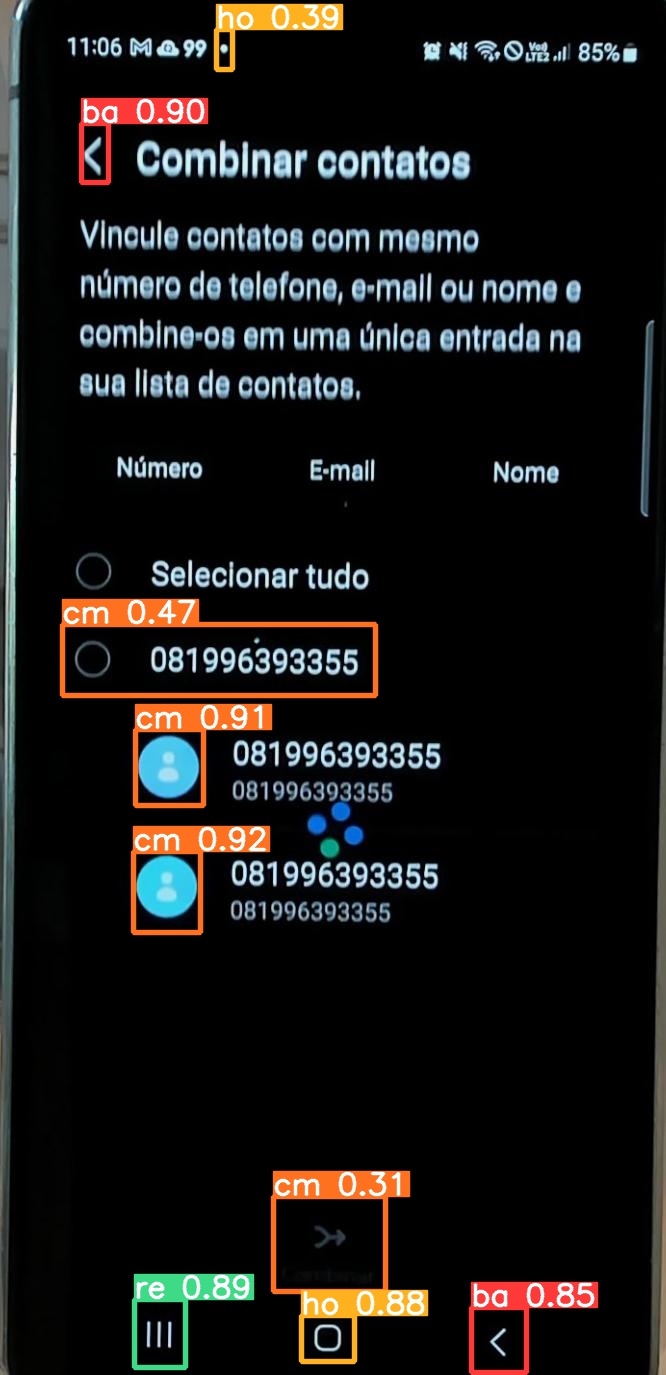 ho 0.39
11:06 99 Vo) LTE2 85%
ba 0.90
Combinar contatos
Vincule contatos com mesmo
número de telefone, e-mail ou nome e
combine-os em uma única entrada na
sua lista de contatos.
Número E-mail Nome
Selecionar tudo
cm 0.47
081996393355
cm 0.91
081996393355
081996393355
cm 0.92
081996393355
081996393355
cm 0.31
Combinar
re 0.89
ho 0.88
ba 0.85